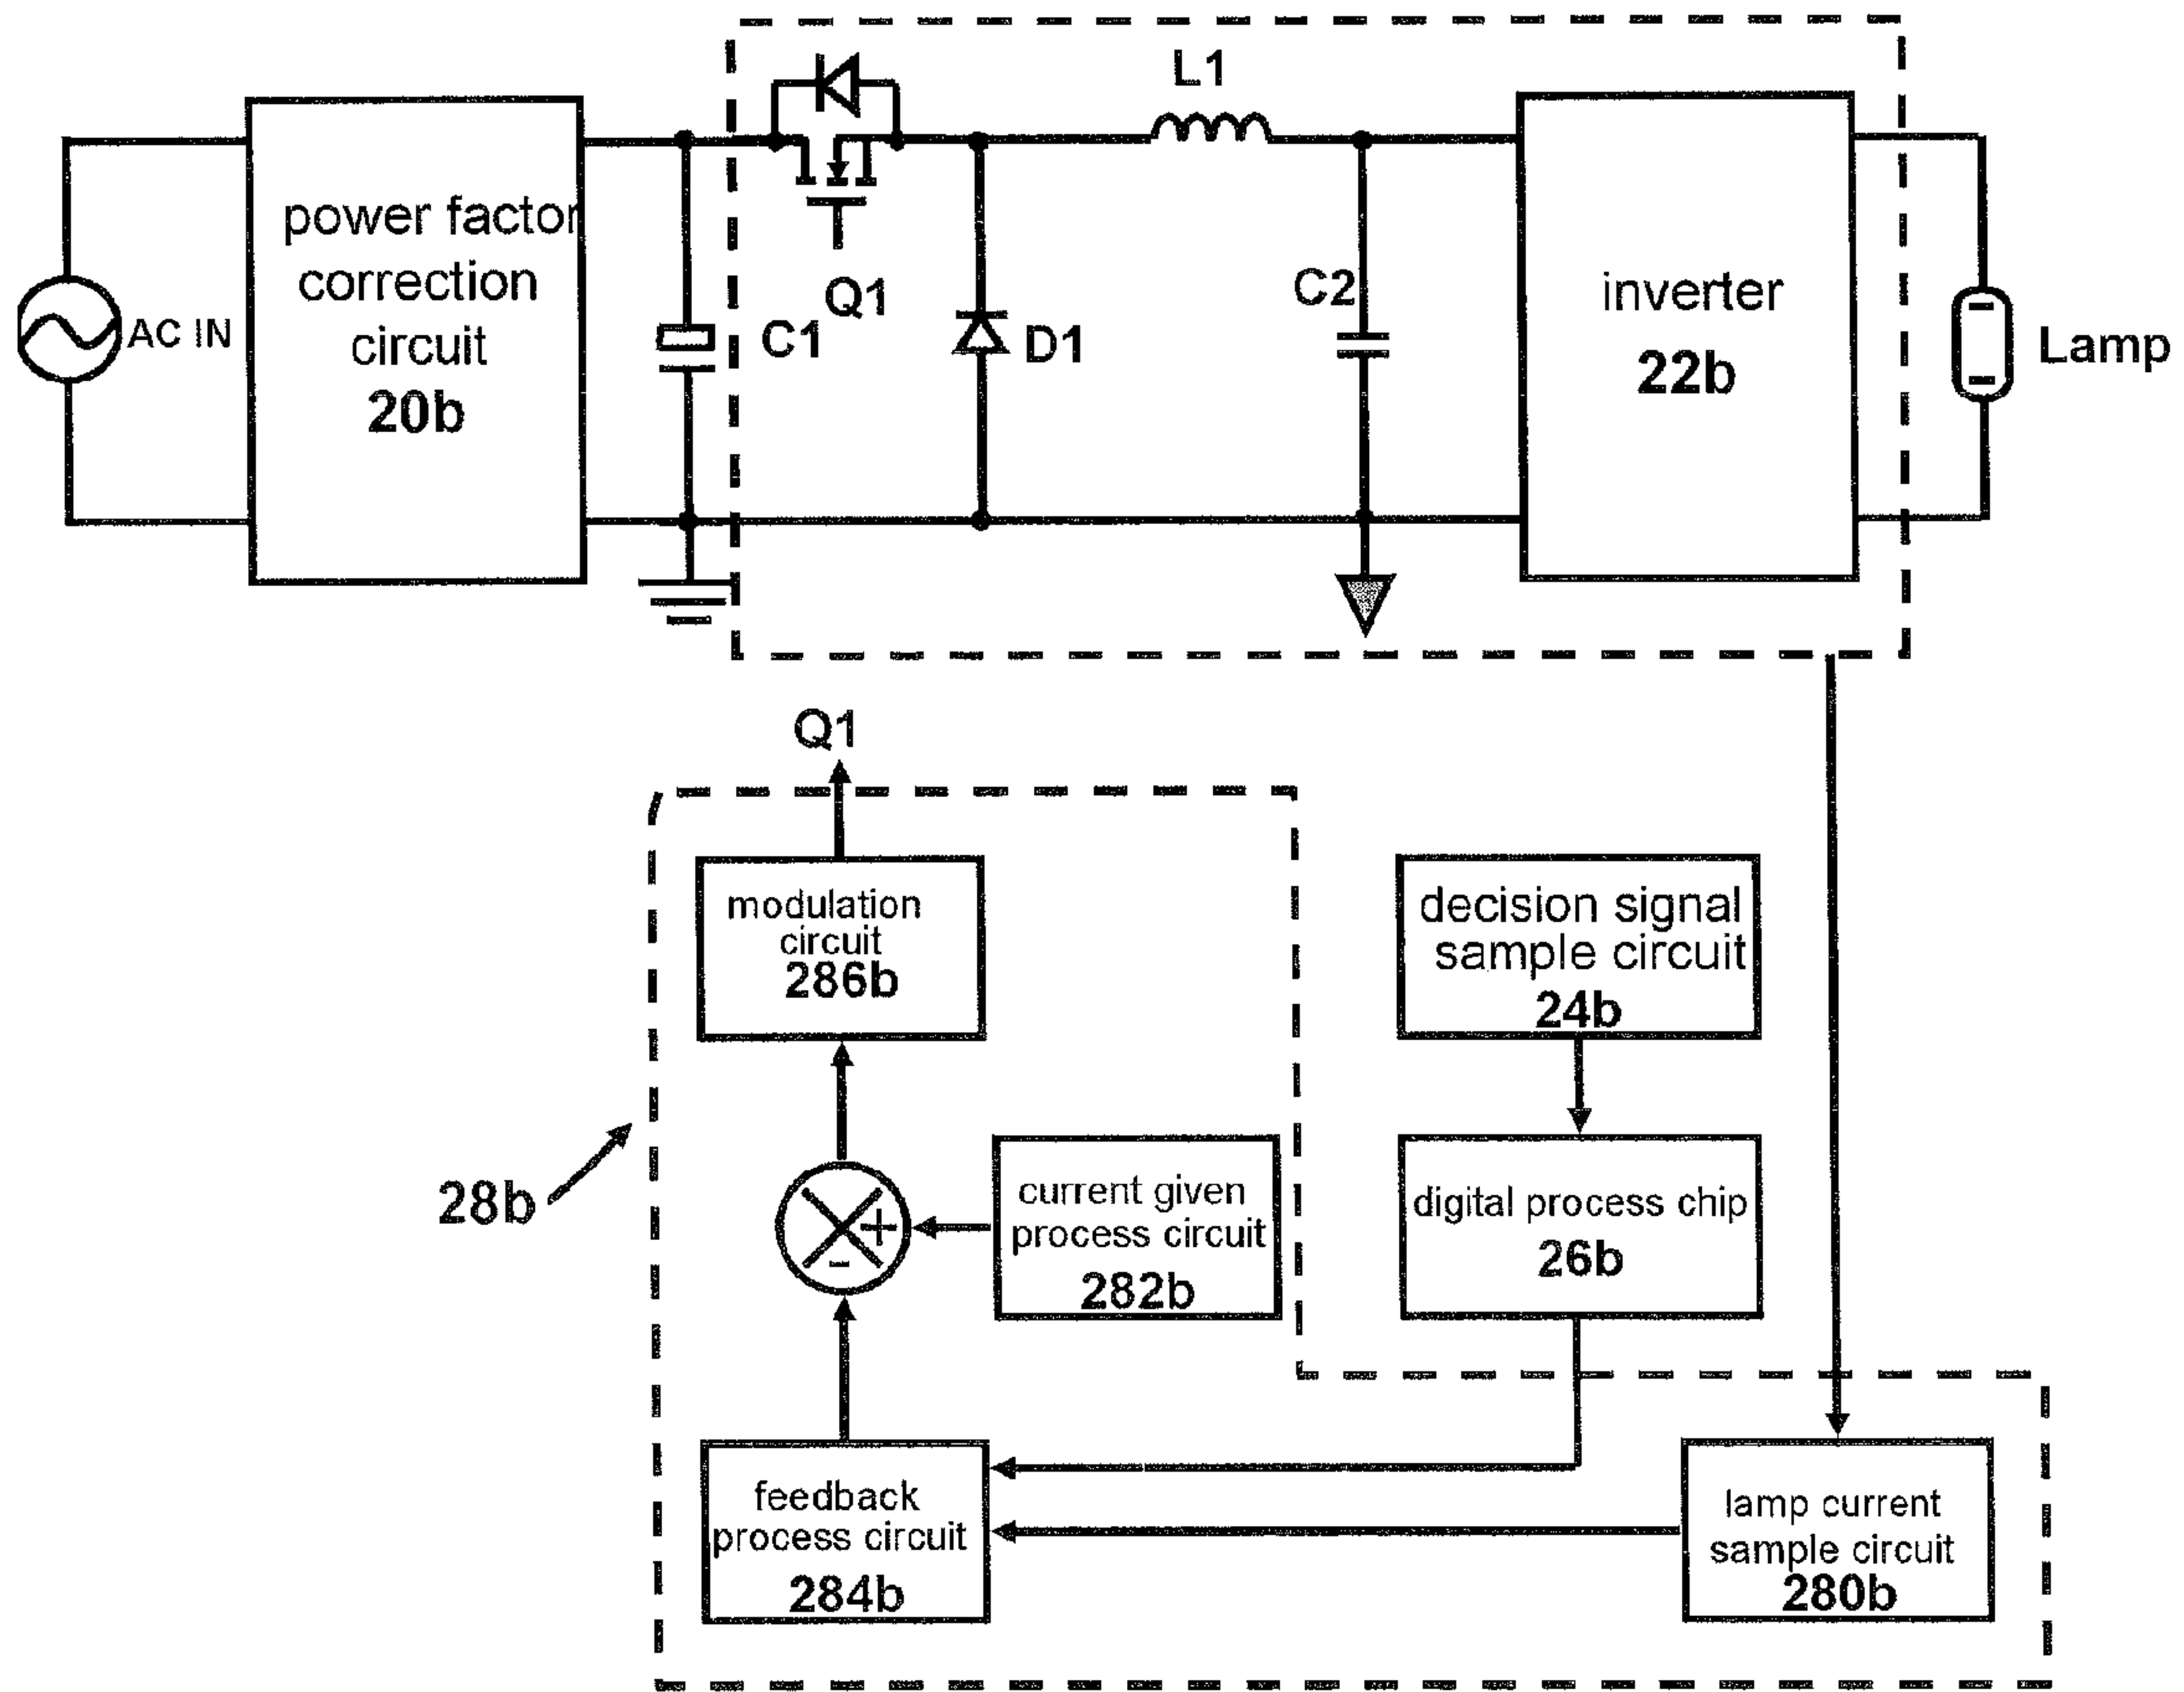 L1
power factor
correction
circuit
20b
AC IN
Q1
C1
D1
C2
inverter
22b
Lamp
Q1
modulation
circuit
286b
decision signal
sample circuit
24b
28b
+
-
current given
process circuit
282b
digital process chip
26b
feedback
process circuit
284b
lamp current
sample circuit
280b